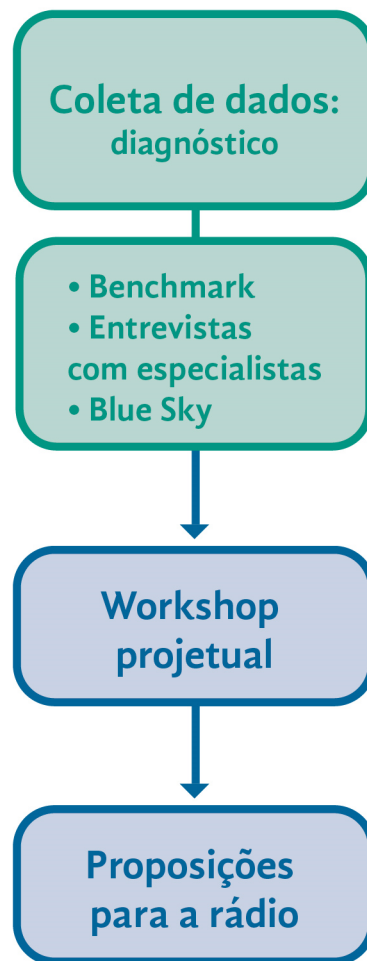 Coleta de dados:
diagnóstico
• Benchmark
• Entrevistas
com especialistas
• Blue Sky
Workshop
projetual
Proposições
para a rádio